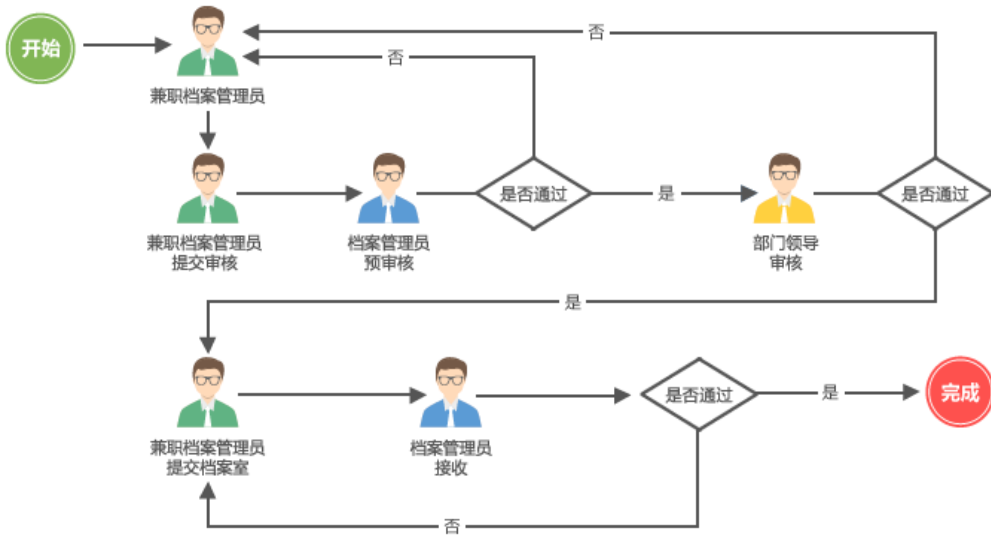 开始
否
否
兼职档案管理员
是否通过
是
是否通过
兼职档案管理员
提交审核
档案管理员
预审核
部门领导
审核
是
是否通过
是
完成
兼职档案管理员
提交档案室
档案管理员
接收
否